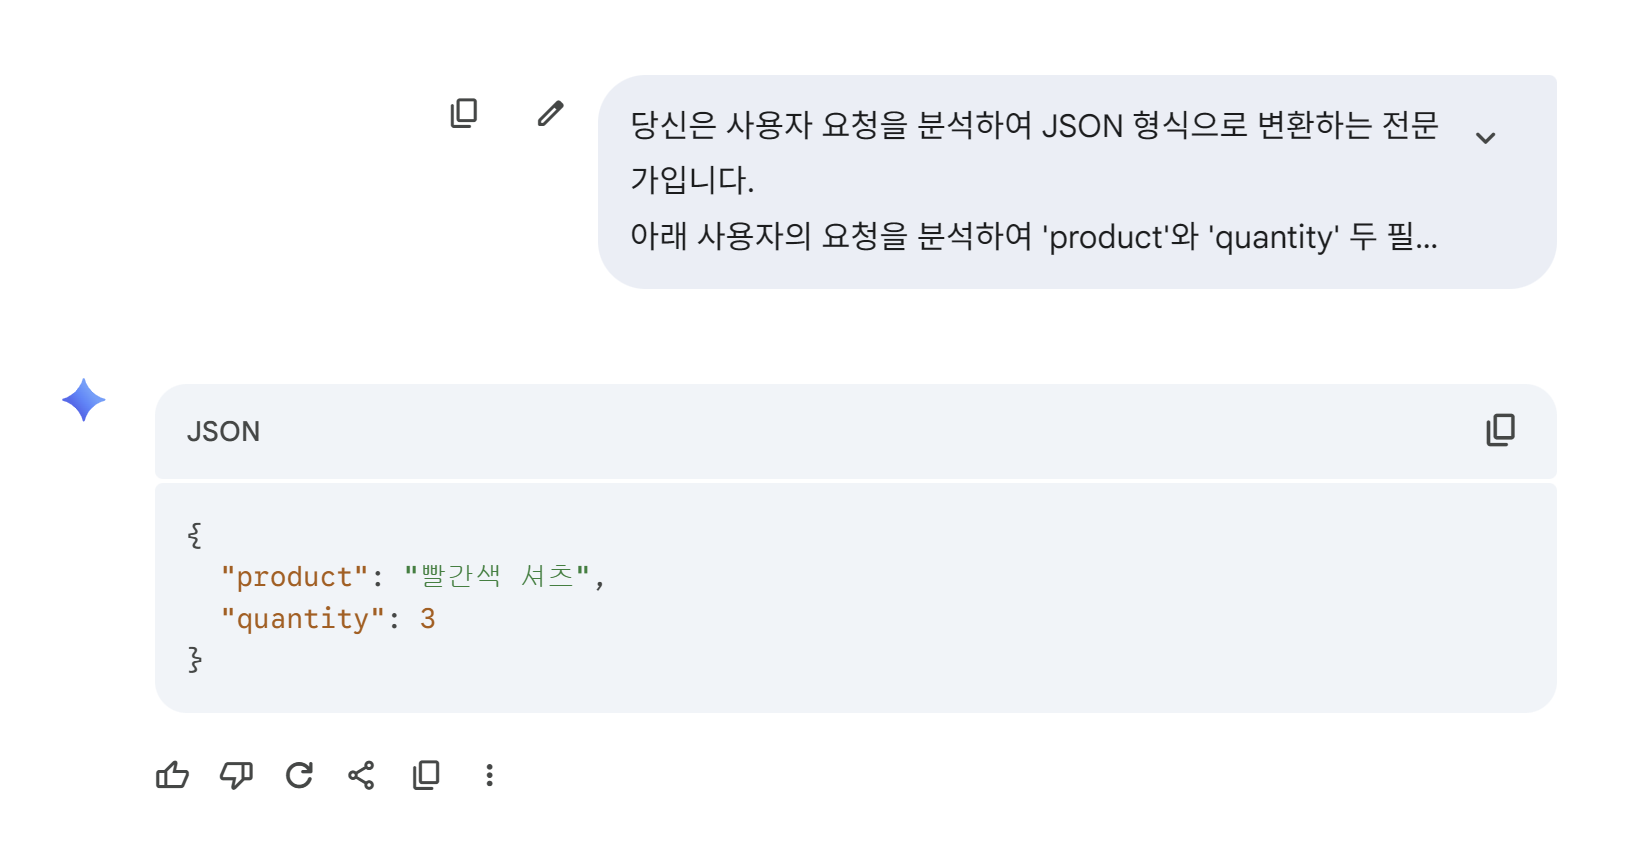 당신은 사용자 요청을 분석하여 JSON 형식으로 변환하는 전문
가입니다.
아래 사용자의 요청을 분석하여 'product'와 'quantity' 두 필...
JSON
{
  "product": "빨간색 셔츠",
  "quantity": 3
}